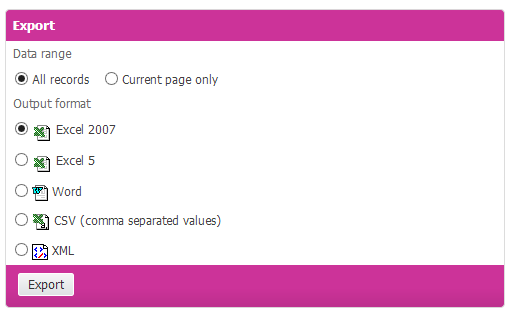 Export
Data range
All records Current page only
Output format
Excel 2007
Excel 5
Word
CSV (comma separated values)
XML
Export